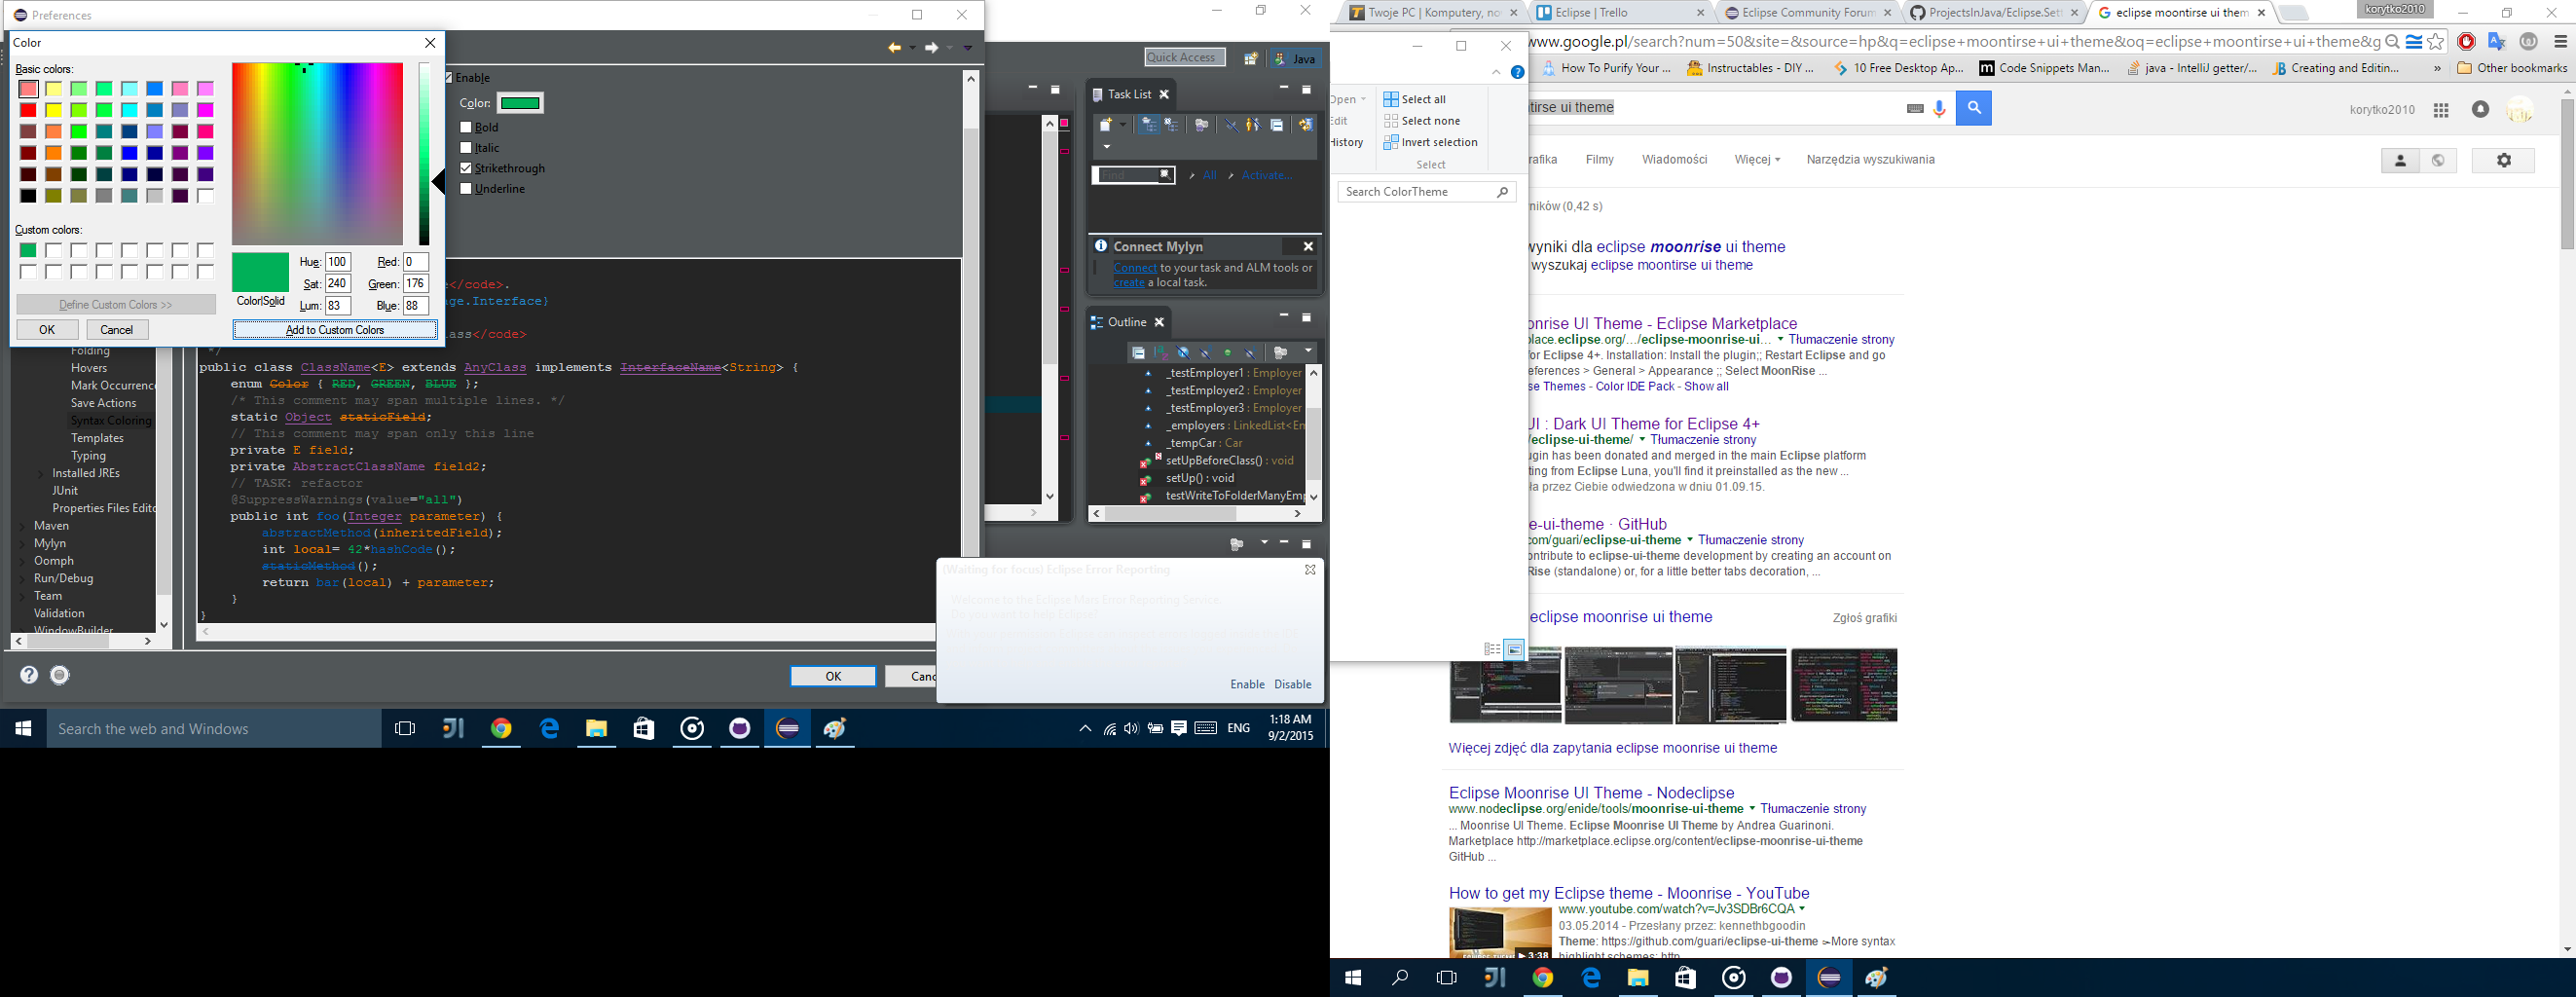 Preferences
Color
Basic colors:
Custom colors:
Hue: 100
Red: 0
Sat: 240
Green: 176
Color|Solid
Lum: 83
Blue: 88
Define Custom Colors >>
OK
Cancel
Add to Custom Colors
Enable
Color:
Bold
Italic
Strikethrough
Underline
Folding
Hovers
Mark Occurrenc
Save Actions
Syntax Coloring
Templates
Typing
Installed JREs
JUnit
Properties Files Edito
Maven
Mylyn
Oomph
Run/Debug
Team
Validation
WindowBuilder
e</code>.
ge.Interface}
ass</code>
*/
public class ClassName<E> extends AnyClass implements InterfaceName<String> {
enum Color { RED, GREEN, BLUE };
/* This comment may span multiple lines. */
static Object staticField;
// This comment may span only this line
private E field;
private AbstractClassName field2;
// TASK: refactor
@SuppressWarnings(value="all")
public int foo(Integer parameter) {
abstractMethod(inheritedField);
int local= 42*hashCode();
staticMethod();
return bar(local) + parameter;
}
}
OK
Canc
Quick Access
Java
Task List
Find
All
Activate...
Connect Mylyn
Connect to your task and ALM tools or
create a local task.
Outline
_testEmployer1 : Employer
_testEmployer2 : Employer
_testEmployer3 : Employer
_employers : LinkedList<Em
_tempCar : Car
setUpBeforeClass() : void
setUp() : void
testWriteToFolderManyEmp
(Waiting for focus) Eclipse Error Reporting
Welcome to the Eclipse Mars Error Reporting Service.
Do you want to help Eclipse?
Enable Disable
Search the web and Windows
ENG
1:18 AM
9/2/2015
Twoje PC | Komputery, no
Eclipse | Trello
Eclipse Community Forum
ProjectsInJava/Eclipse.Set
eclipse moontirse ui them
korytko2010
www.google.pl/search?num=50&site=&source=hp&q=eclipse+moontirse+ui+theme&oq=eclipse+moontirse+ui+theme&g
How To Purify Your ...
Instructables - DIY ...
10 Free Desktop Ap...
Code Snippets Man...
java - IntelliJ getter/...
Creating and Editin...
»
Other bookmarks
Open
Edit
History
Select all
Select none
Invert selection
Select
Search ColorTheme
ntirse ui theme
korytko2010
rafika
Filmy
Wiadomości
Więcej
Narzędzia wyszukiwania
ników (0,42 s)
wyniki dla eclipse moonrise ui theme
wyszukaj eclipse moontirse ui theme
onrise UI Theme - Eclipse Marketplace
place.eclipse.org/.../eclipse-moonrise-ui... Tłumaczenie strony
for Eclipse 4+. Installation: Install the plugin;; Restart Eclipse and go
eferences > General > Appearance ;; Select MoonRise ...
se Themes - Color IDE Pack - Show all
UI : Dark UI Theme for Eclipse 4+
/eclipse-ui-theme/ Tłumaczenie strony
ugin has been donated and merged in the main Eclipse platform
ting from Eclipse Luna, you'll find it preinstalled as the new ...
ła przez Ciebie odwiedzona w dniu 01.09.15.
e-ui-theme · GitHub
com/guari/eclipse-ui-theme Tłumaczenie strony
ontribute to eclipse-ui-theme development by creating an account on
Rise (standalone) or, for a little better tabs decoration, ...
eclipse moonrise ui theme
Zgłoś grafiki
Więcej zdjęć dla zapytania eclipse moonrise ui theme
Eclipse Moonrise UI Theme - Nodeclipse
www.nodeclipse.org/enide/tools/moonrise-ui-theme Tłumaczenie strony
... Moonrise UI Theme. Eclipse Moonrise UI Theme by Andrea Guarinoni.
Marketplace http://marketplace.eclipse.org/content/eclipse-moonrise-ui-theme
GitHub ...
How to get my Eclipse theme - Moonrise - YouTube
www.youtube.com/watch?v=Jv3SDBr6CQA
03.05.2014 - Przesłany przez: kennethbgoodin
Theme: https://github.com/guari/eclipse-ui-theme ➣More syntax
highlight schemes: http
3:38